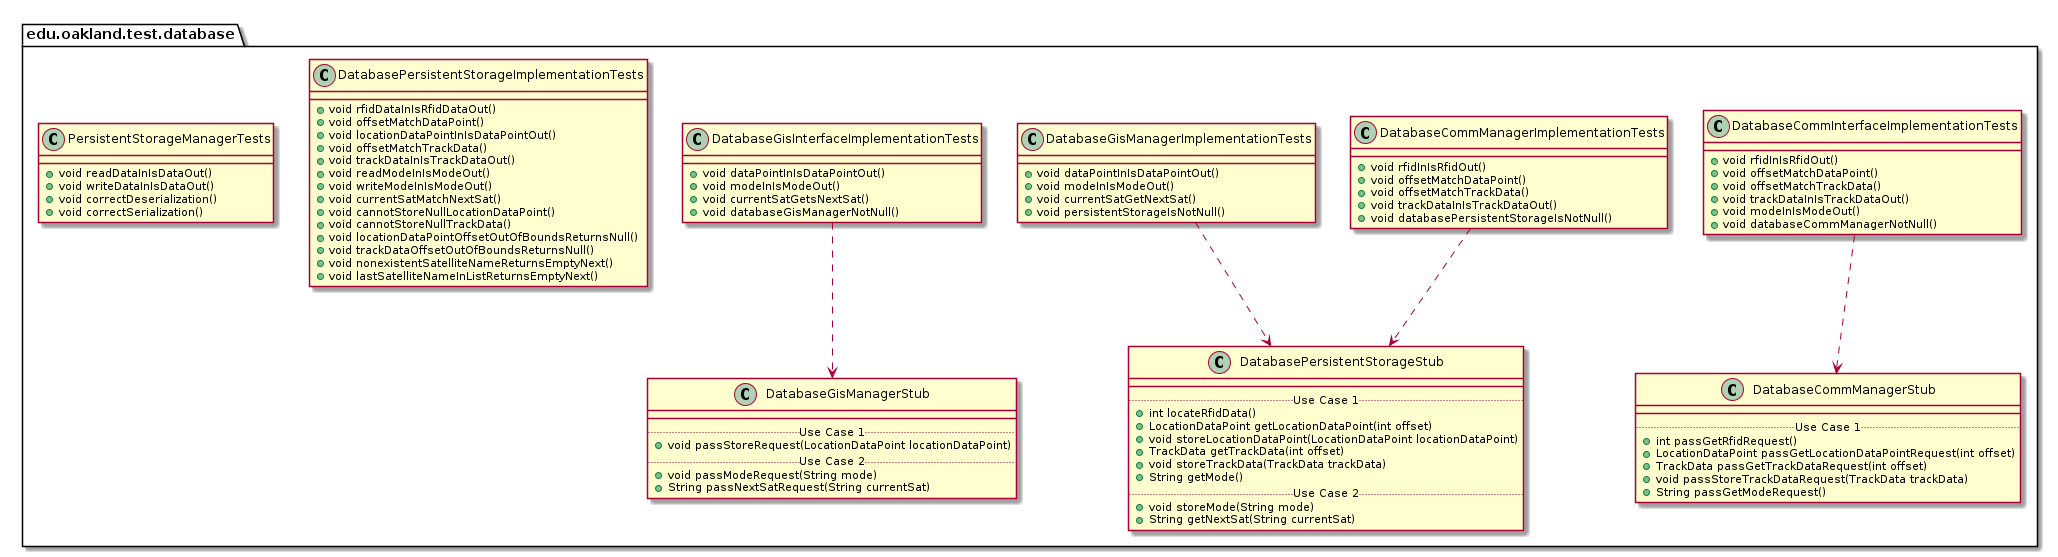 edu.oakland.test.database
C PersistentStorageManagerTests
void readDataInIsDataOut()
void writeDataInIsDataOut()
void correctDeserialization()
void correctSerialization()
C DatabasePersistentStorageImplementationTests
void rfidDataInIsRfidDataOut()
void offsetMatchDataPoint()
void locationDataPointInIsDataPointOut()
void offsetMatchTrackData()
void trackDataInIsTrackDataOut()
void readModeInIsModeOut()
void writeModeInIsModeOut()
void currentSatMatchNextSat()
void cannotStoreNullLocationDataPoint()
void cannotStoreNullTrackData()
void locationDataPointOffsetOutOfBoundsReturnsNull()
void trackDataOffsetOutOfBoundsReturnsNull()
void nonexistentSatelliteNameReturnsEmptyNext()
void lastSatelliteNameInListReturnsEmptyNext()
C DatabaseGisInterfaceImplementationTests
void dataPointInIsDataPointOut()
void modeInIsModeOut()
void currentSatGetsNextSat()
void databaseGisManagerNotNull()
C DatabaseGisManagerImplementationTests
void dataPointInIsDataPointOut()
void modeInIsModeOut()
void currentSatGetNextSat()
void persistentStorageIsNotNull()
C DatabaseCommManagerImplementationTests
void rfidInIsRfidOut()
void offsetMatchDataPoint()
void offsetMatchTrackData()
void trackDataInIsTrackDataOut()
void databasePersistentStorageIsNotNull()
C DatabaseCommInterfaceImplementationTests
void rfidInIsRfidOut()
void offsetMatchDataPoint()
void offsetMatchTrackData()
void trackDataInIsTrackDataOut()
void modeInIsModeOut()
void databaseCommManagerNotNull()
C DatabaseGisManagerStub
Use Case 1
void passStoreRequest(LocationDataPoint locationDataPoint)
Use Case 2
void passModeRequest(String mode)
String passNextSatRequest(String currentSat)
C DatabasePersistentStorageStub
Use Case 1
int locateRfidData()
LocationDataPoint getLocationDataPoint(int offset)
void storeLocationDataPoint(LocationDataPoint locationDataPoint)
TrackData getTrackData(int offset)
void storeTrackData(TrackData trackData)
String getMode()
Use Case 2
void storeMode(String mode)
String getNextSat(String currentSat)
C DatabaseCommManagerStub
Use Case 1
int passGetRfidRequest()
LocationDataPoint passGetLocationDataPointRequest(int offset)
TrackData passGetTrackDataRequest(int offset)
void passStoreTrackDataRequest(TrackData trackData)
String passGetModeRequest()